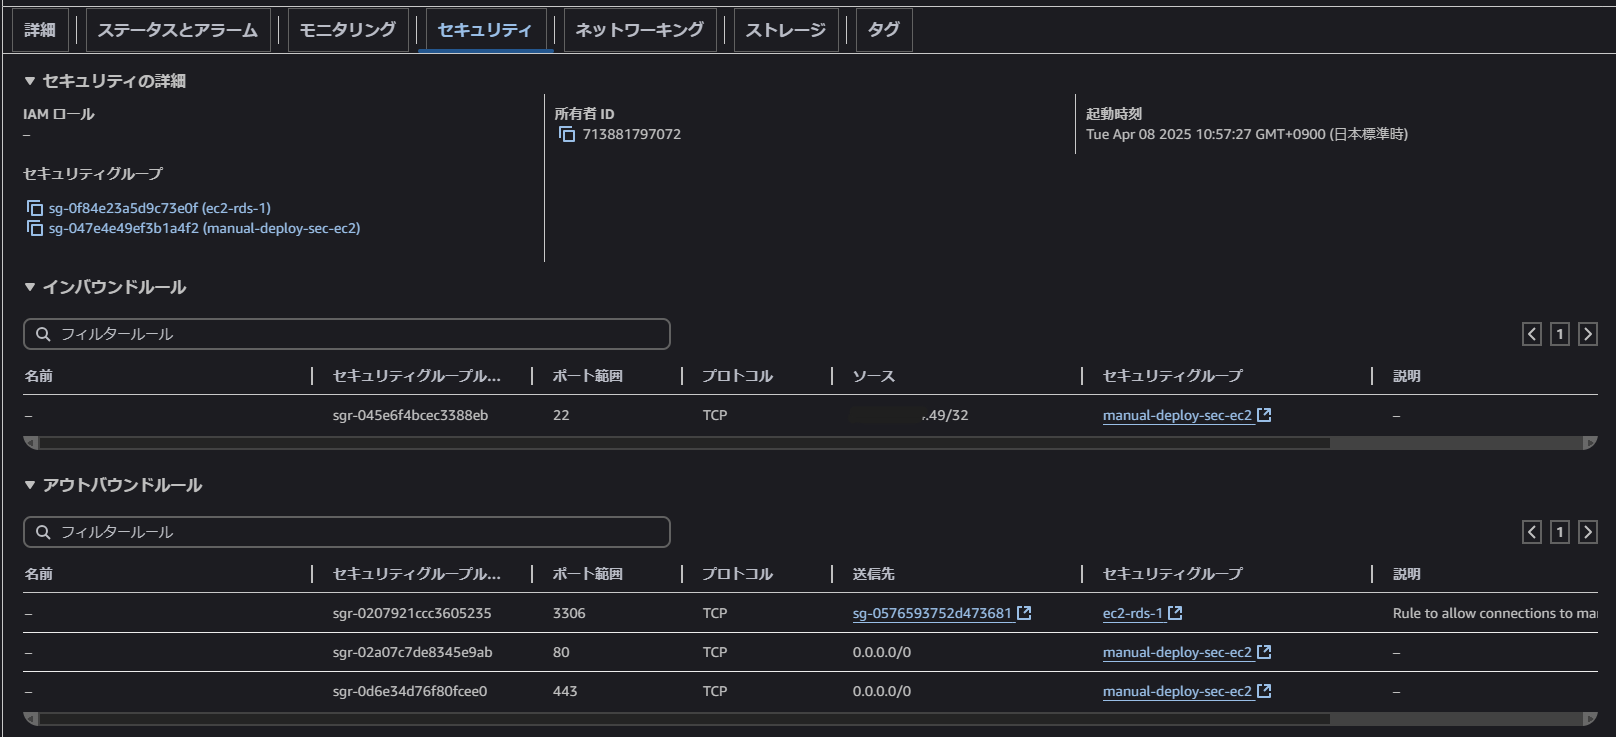 詳細 ステータスとアラーム モニタリング セキュリティ ネットワーキング ストレージ タグ
▼ セキュリティの詳細
IAM ロール 所有者 ID 起動時刻
– 713881797072 Tue Apr 08 2025 10:57:27 GMT+0900 (日本標準時)
セキュリティグループ
sg-0f84e23a5d9c73e0f (ec2-rds-1)
sg-047e4e49ef3b1a4f2 (manual-deploy-sec-ec2)
▼ インバウンドルール
フィルタールール 1
名前 セキュリティグループル... ポート範囲 プロトコル ソース セキュリティグループ 説明
– sgr-045e6f4bcec3388eb 22 TCP .49/32 manual-deploy-sec-ec2 –
▼ アウトバウンドルール
フィルタールール 1
名前 セキュリティグループル... ポート範囲 プロトコル 送信先 セキュリティグループ 説明
– sgr-0207921ccc3605235 3306 TCP sg-0576593752d473681 ec2-rds-1 Rule to allow connections to
– sgr-02a07c7de8345e9ab 80 TCP 0.0.0.0/0 manual-deploy-sec-ec2 –
– sgr-0d6e34d76f80fcee0 443 TCP 0.0.0.0/0 manual-deploy-sec-ec2 –